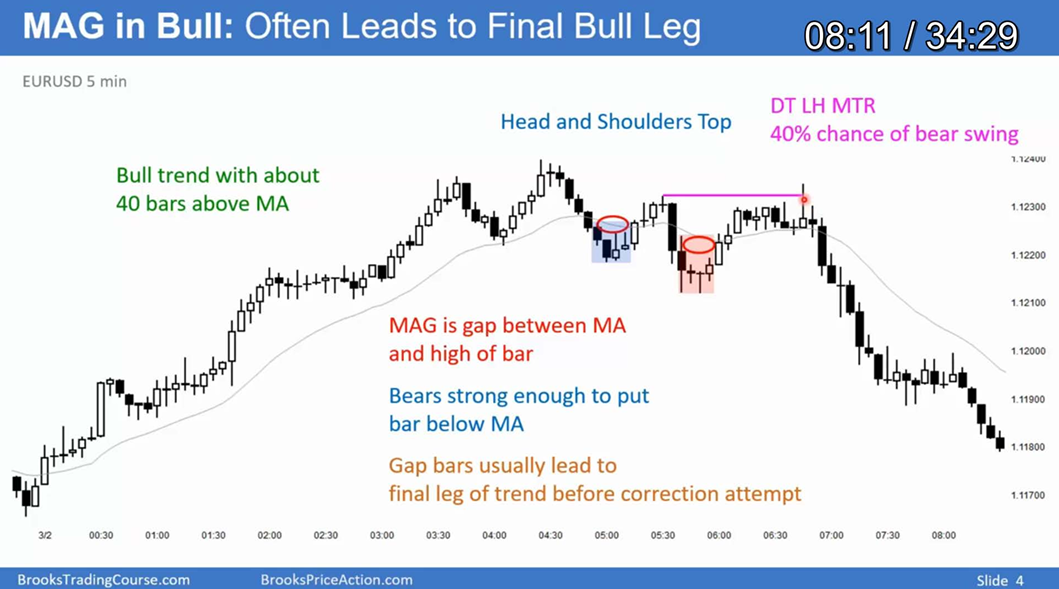 MAG in Bull: Often Leads to Final Bull Leg
08:11 / 34:29
EURUSD 5 min
DT LH MTR
40% chance of bear swing
Head and Shoulders Top
Bull trend with about
40 bars above MA
MAG is gap between MA
and high of bar
Bears strong enough to put
bar below MA
Gap bars usually lead to
final leg of trend before correction attempt
1.12400
1.12300
1.12200
1.12100
1.12000
1.11900
1.11800
1.11700
3/2 00:30 01:00 01:30 02:00 02:30 03:00 03:30 04:00 04:30 05:00 05:30 06:00 06:30 07:00 07:30 08:00
BrooksTradingCourse.com BrooksPriceAction.com Slide 4